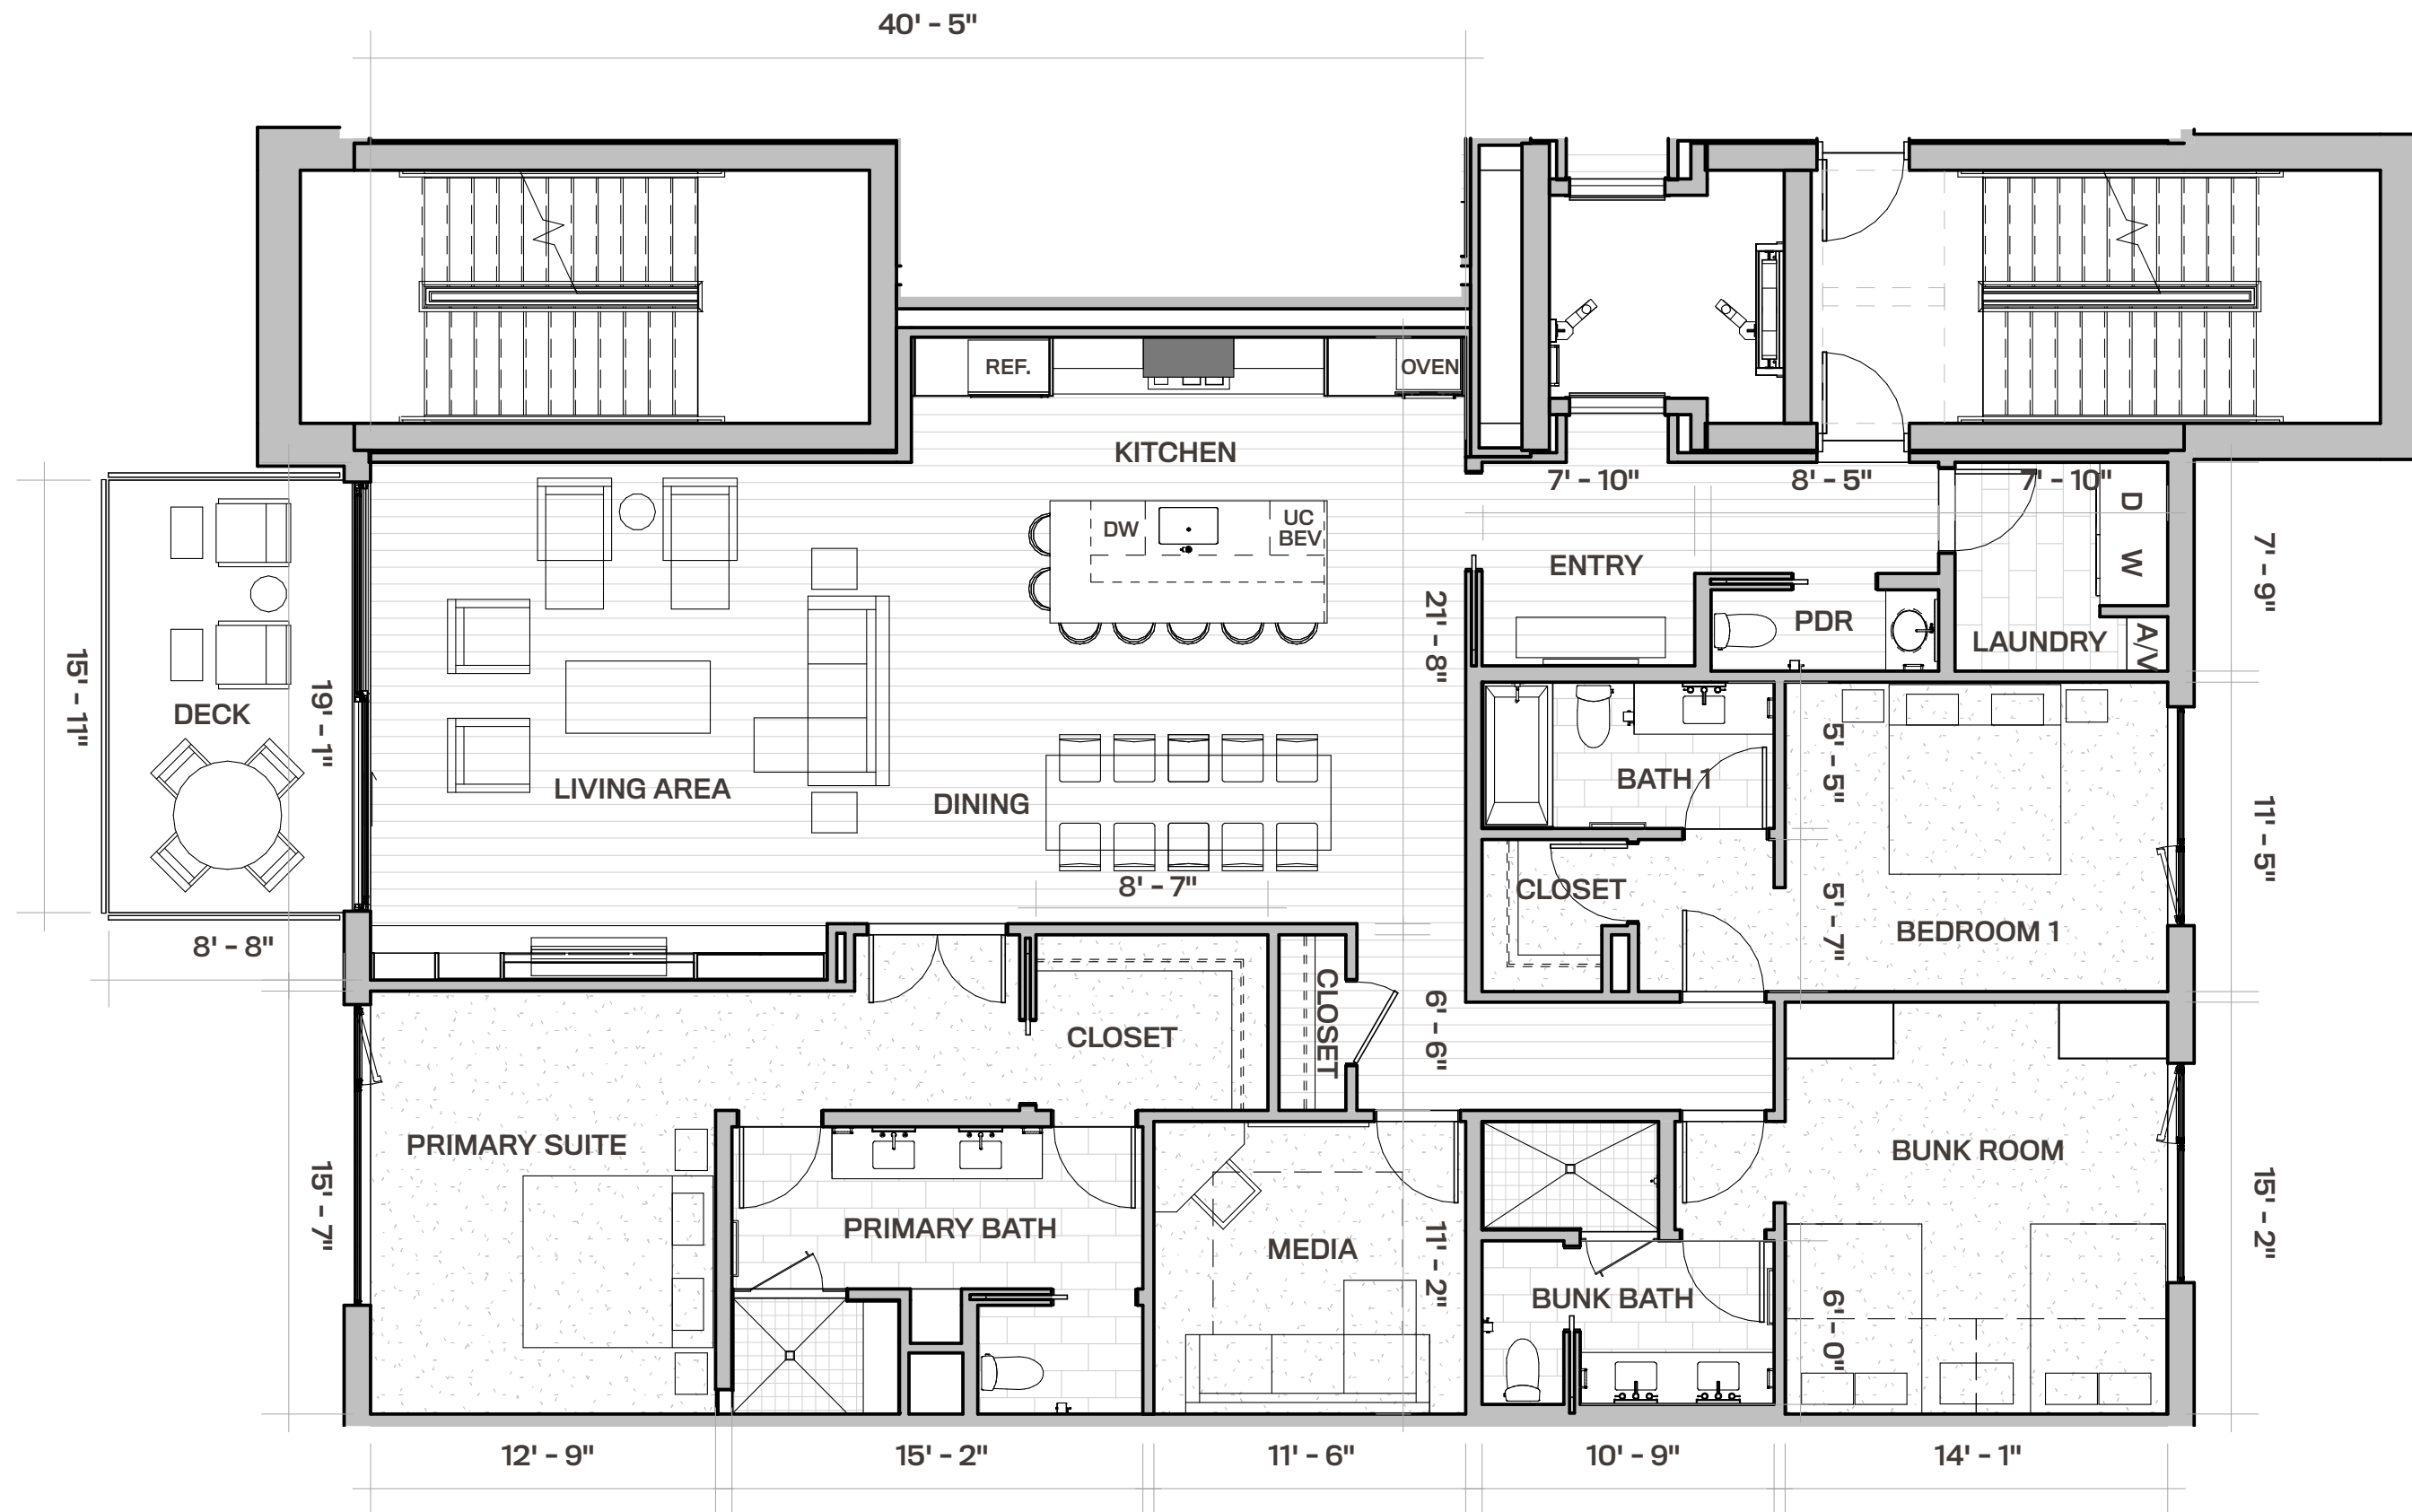 40' - 5"
REF.
OVEN
KITCHEN
7' - 10"
8' - 5"
7' - 10"
DW
UC
BEV
D
W
ENTRY
7' - 9"
PDR
LAUNDRY
A/V
21' - 8"
15' - 11"
19' - 1"
DECK
LIVING AREA
DINING
BATH 1
5' - 5"
11' - 5"
8' - 7"
CLOSET
5' - 7"
BEDROOM 1
8' - 8"
CLOSET
CLOSET
6' - 6"
PRIMARY SUITE
BUNK ROOM
15' - 7"
PRIMARY BATH
MEDIA
11' - 2"
15' - 2"
BUNK BATH
6' - 0"
12' - 9"
15' - 2"
11' - 6"
10' - 9"
14' - 1"